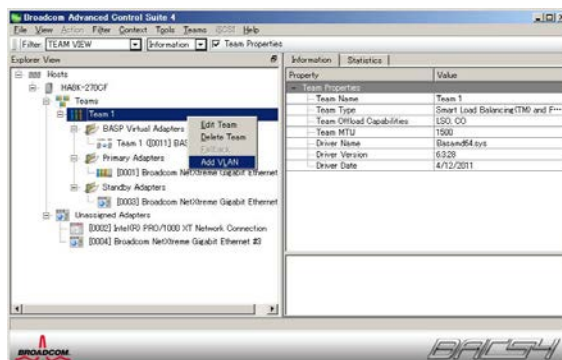 Broadcom Advanced Control Suite 4
File View Action Filter Context Tools Teams iSCSI Help
Filter: TEAM VIEW Information Team Properties
Explorer View
Hosts
HA8K-270CF
Teams
Team 1
BASP Virtual Adapters
Team 1 ([0011] BAS
Primary Adapters
[0001] Broadcom NetXtreme Gigabit Ethernet
Standby Adapters
[0003] Broadcom NetXtreme Gigabit Ethernet
Unassigned Adapters
[0002] Intel(R) PRO/1000 XT Network Connection
[0004] Broadcom NetXtreme Gigabit Ethernet #3
Edit Team
Delete Team
Fallback
Add VLAN
Information Statistics
Property Value
Team Properties
Team Name Team 1
Team Type Smart Load Balancing(TM) and F...
Team Offload Capabilities LSO, CO
Team MTU 1500
Driver Name Basamd64.sys
Driver Version 6.3.28
Driver Date 4/12/2011
BROADCOM.
BACS4